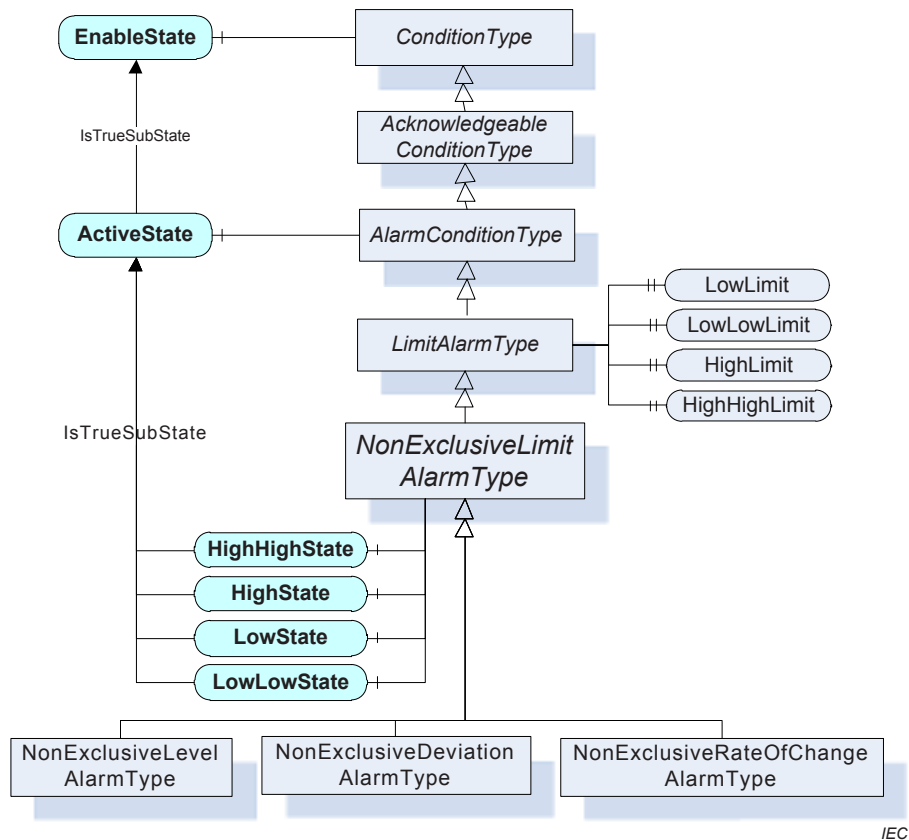 EnableState
ConditionType
IsTrueSubState
Acknowledgeable
ConditionType
ActiveState
AlarmConditionType
LimitAlarmType
LowLimit
LowLowLimit
HighLimit
HighHighLimit
IsTrueSubState
NonExclusiveLimit
AlarmType
HighHighState
HighState
LowState
LowLowState
NonExclusiveLevel
AlarmType
NonExclusiveDeviation
AlarmType
NonExclusiveRateOfChange
AlarmType
IEC